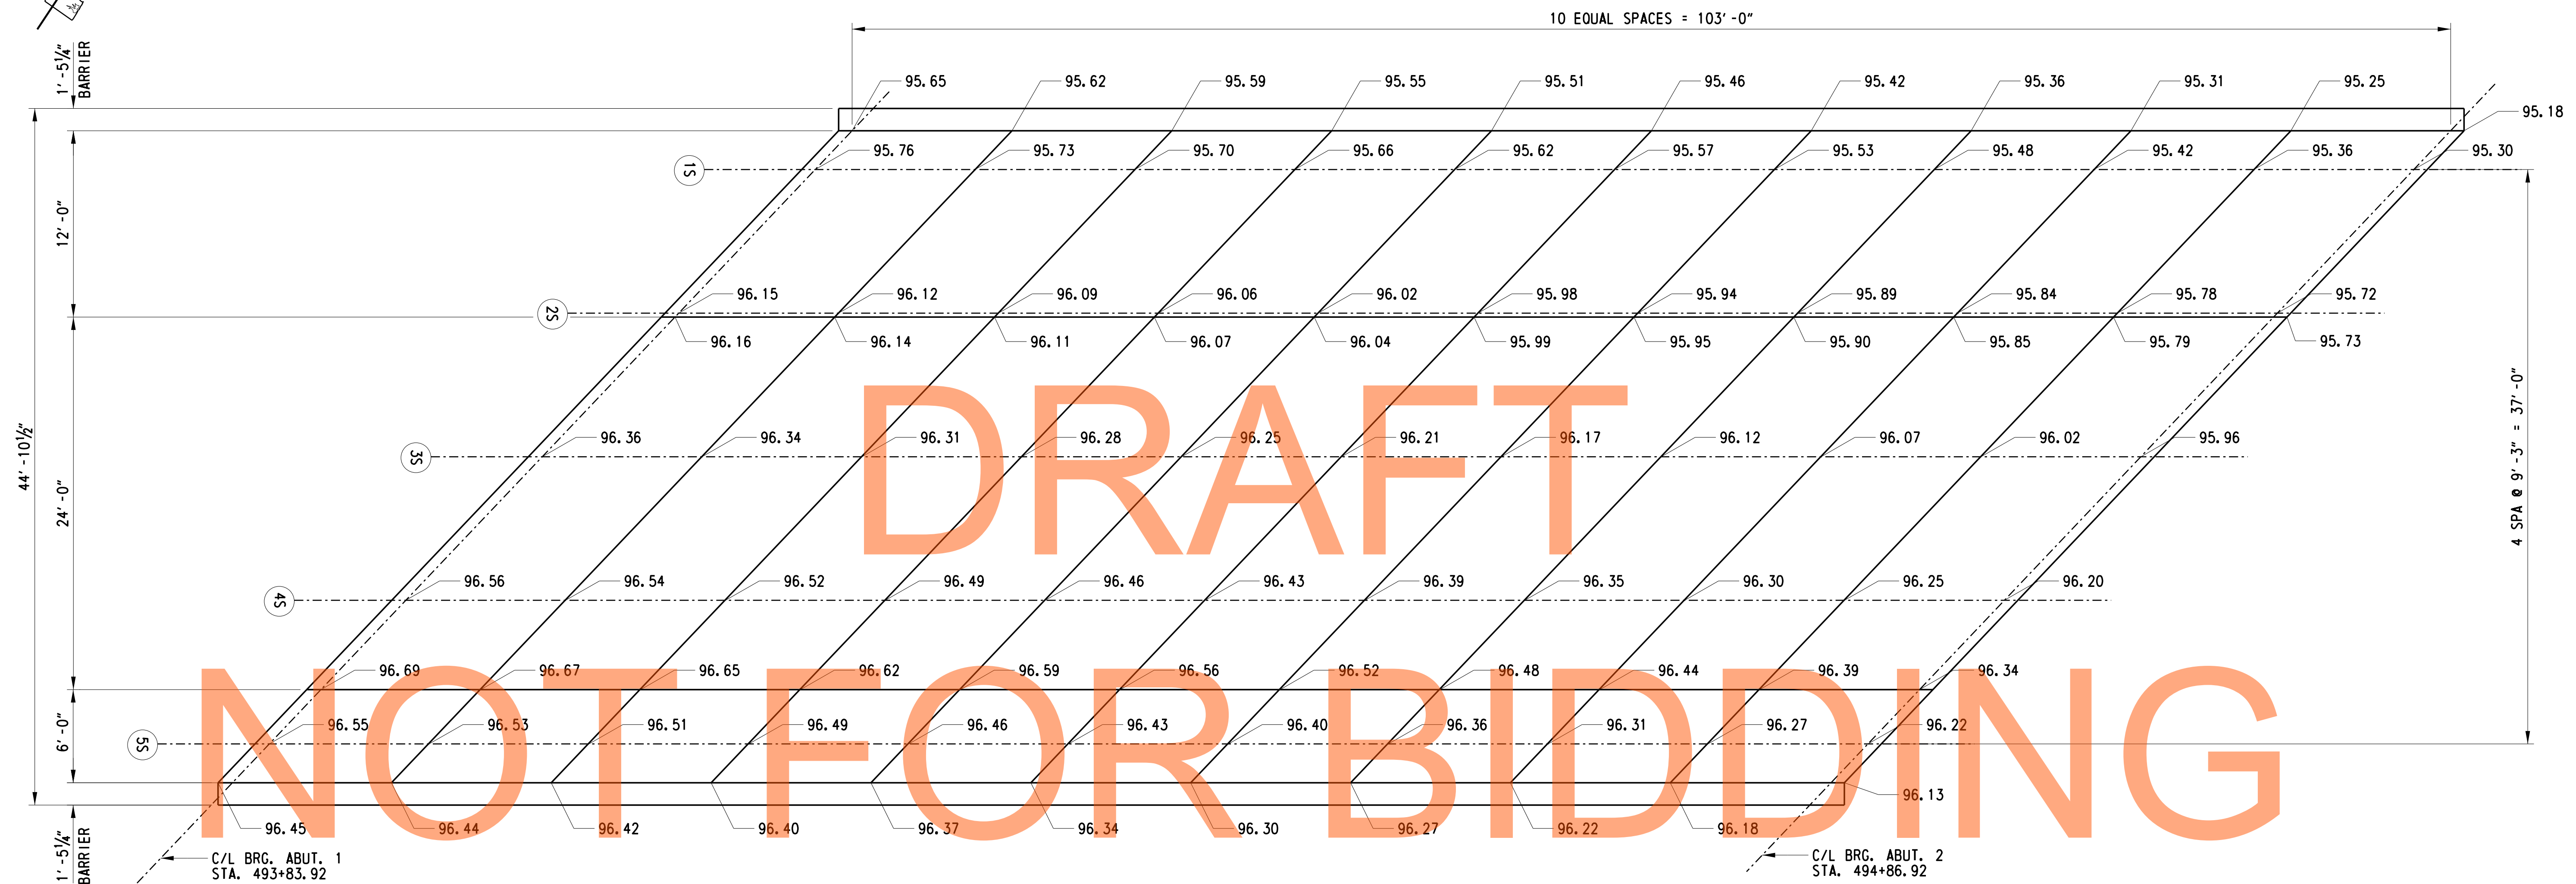 10 EQUAL SPACES = 103'-0"
1'-5¼"
BARRIER
95.65 95.62 95.59 95.55 95.51 95.46 95.42 95.36 95.31 95.25
95.18
1S
95.76 95.73 95.70 95.66 95.62 95.57 95.53 95.48 95.42 95.36 95.30
12'-0"
2S
96.15 96.12 96.09 96.06 96.02 95.98 95.94 95.89 95.84 95.78 95.72
96.16 96.14 96.11 96.07 96.04 95.99 95.95 95.90 95.85 95.79 95.73
DRAFT
44'-10½"
24'-0"
4 SPA @ 9'-3" = 37'-0"
3S
96.36 96.34 96.31 96.28 96.25 96.21 96.17 96.12 96.07 96.02 95.96
4S
96.56 96.54 96.52 96.49 96.46 96.43 96.39 96.35 96.30 96.25 96.20
96.69 96.67 96.65 96.62 96.59 96.56 96.52 96.48 96.44 96.39 96.34
NOT FOR BIDDING
6'-0"
5S
96.55 96.53 96.51 96.49 96.46 96.43 96.40 96.36 96.31 96.27 96.22
96.13
96.45 96.44 96.42 96.40 96.37 96.34 96.30 96.27 96.22 96.18
1'-5¼"
BARRIER
C/L BRG. ABUT. 1
STA. 493+83.92
C/L BRG. ABUT. 2
STA. 494+86.92